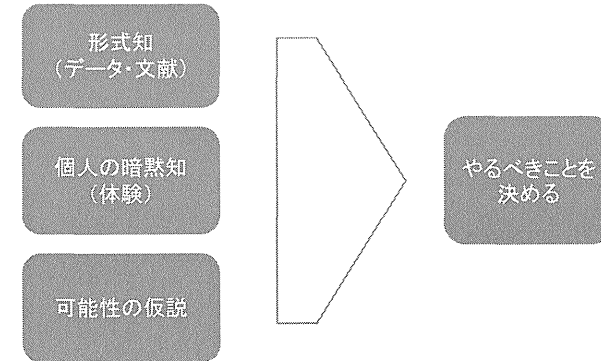 形式知
(データ・文献)
個人の暗黙知
(体験)
可能性の仮説
やるべきことを
決める